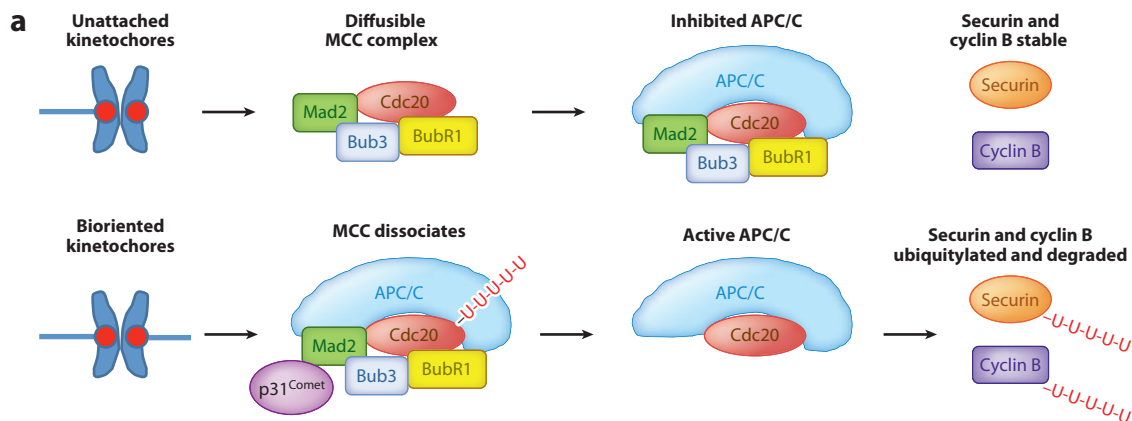 a
Unattached
kinetochores
Diffusible
MCC complex
Inhibited APC/C
Securin and
cyclin B stable
Mad2
Cdc20
Bub3
BubR1
APC/C
Mad2
Cdc20
Bub3
BubR1
Securin
Cyclin B
Bioriented
kinetochores
MCC dissociates
Active APC/C
Securin and cyclin B
ubiquitylated and degraded
APC/C
-U-U-U-U-U
Mad2
Cdc20
Bub3
BubR1
p31Comet
APC/C
Cdc20
Securin
-U-U-U-U-U
Cyclin B
-U-U-U-U-U